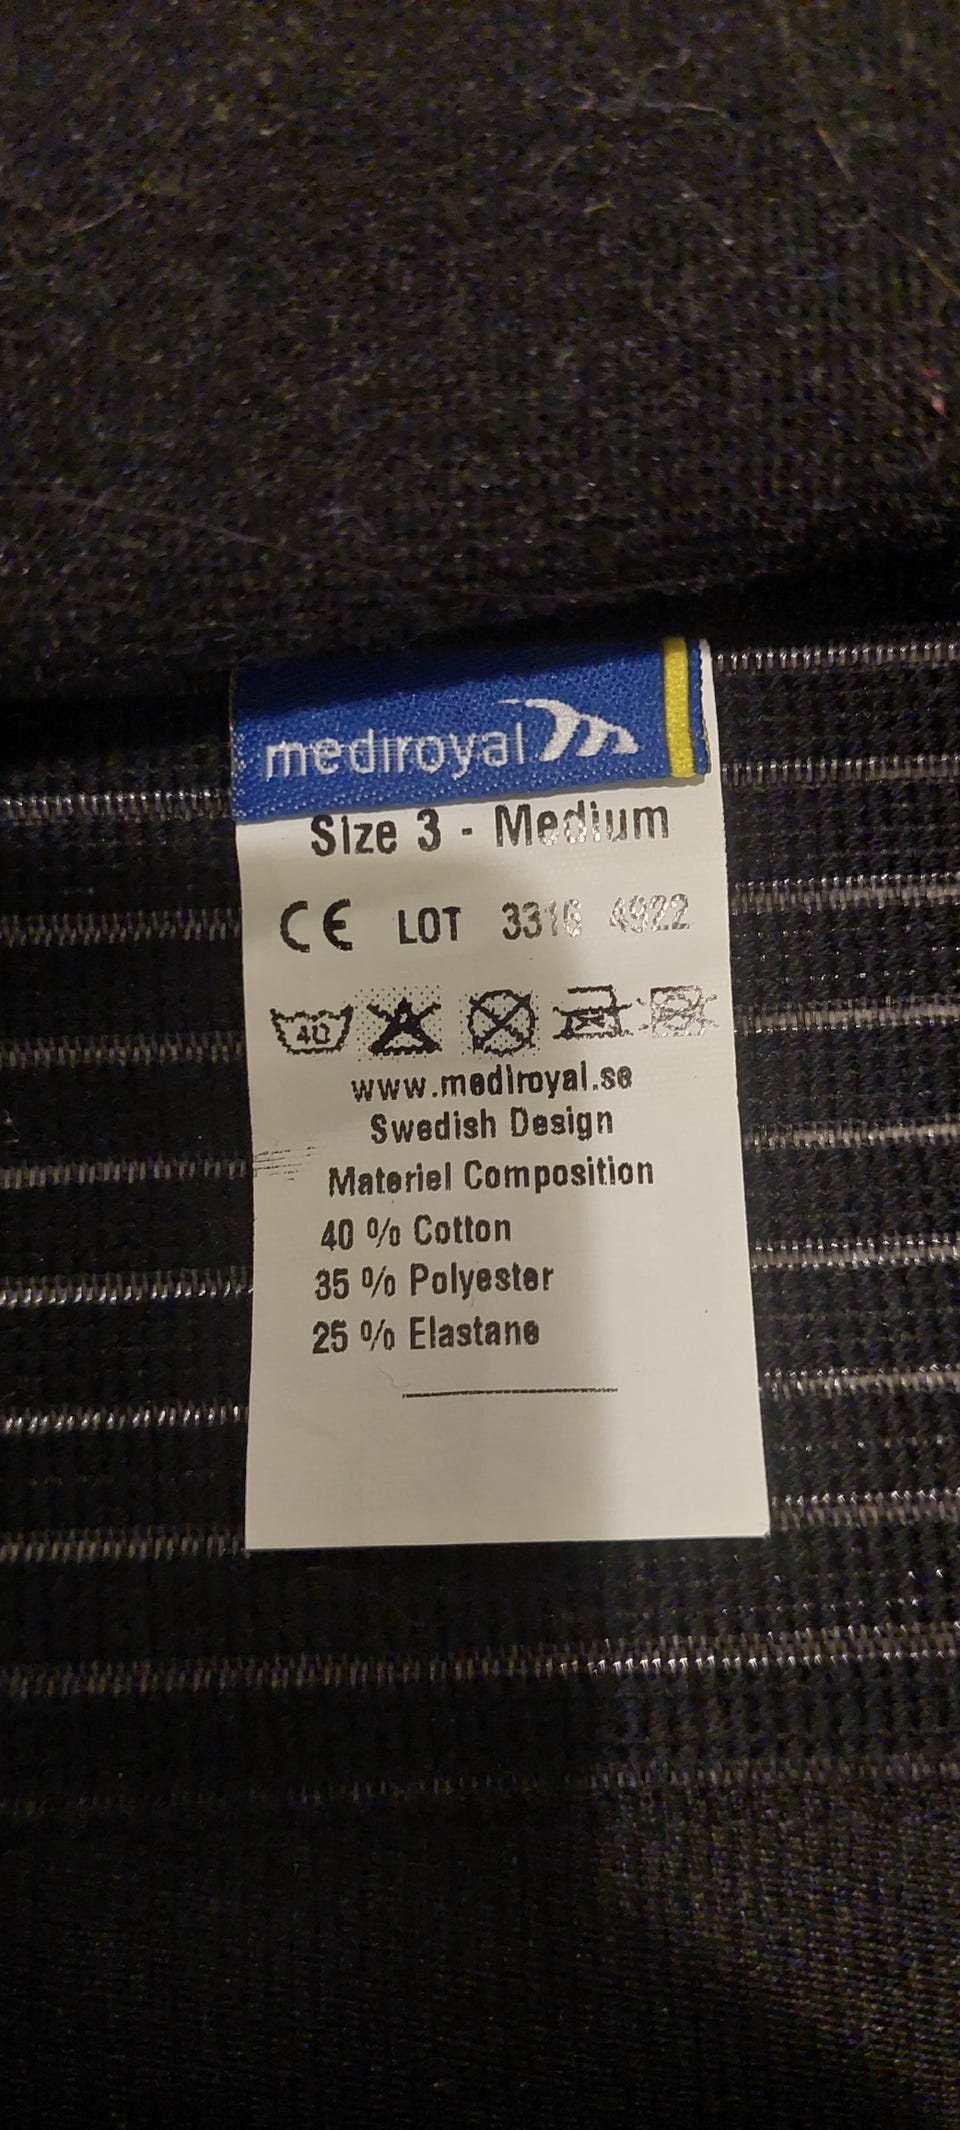 mediroyal
Size 3 - Medium
CE LOT 3316 4922
40
www.mediroyal.se
Swedish Design
Materiel Composition
40 % Cotton
35 % Polyester
25 % Elastane